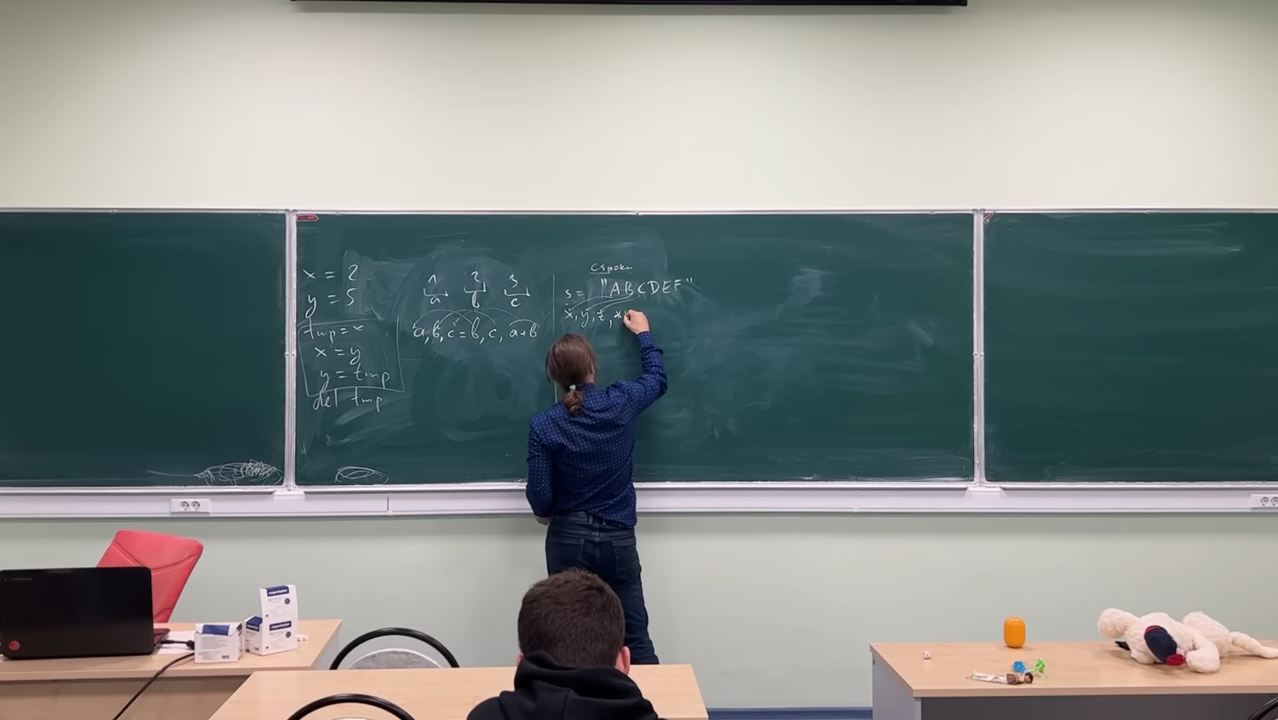 x = 2
y = 5
tmp = x
x = y
y = tmp
del tmp
1 2 3
a b c
a, b, c = b, c, a+b
строки
s = "ABCDEF"
x, y, t, *